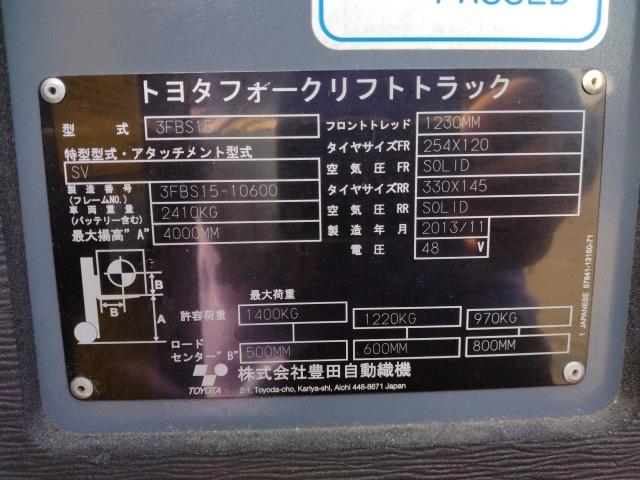 PASSED
トヨタフォークリフトトラック
型式 3FBS15 フロントトレッド 1230MM
特型型式・アタッチメント型式 タイヤサイズFR 254X120
SV 空気圧FR SOLID
製造番号 (フレームNO.) 3FBS15-10600 タイヤサイズRR 330X145
車両重量 (バッテリー含む) 2410KG 空気圧RR SOLID
最大揚高"A" 4000MM 製造年月 2013/11
電圧 48 V
B
B A
最大荷重
許容荷重 1400KG 1220KG 970KG
ロードセンター"B" 500MM 600MM 800MM
TOYOTA 株式会社豊田自動織機
2-1, Toyoda-cho, Kariya-shi, Aichi 448-8671 Japan
1 JAPANESE 57841-13150-71